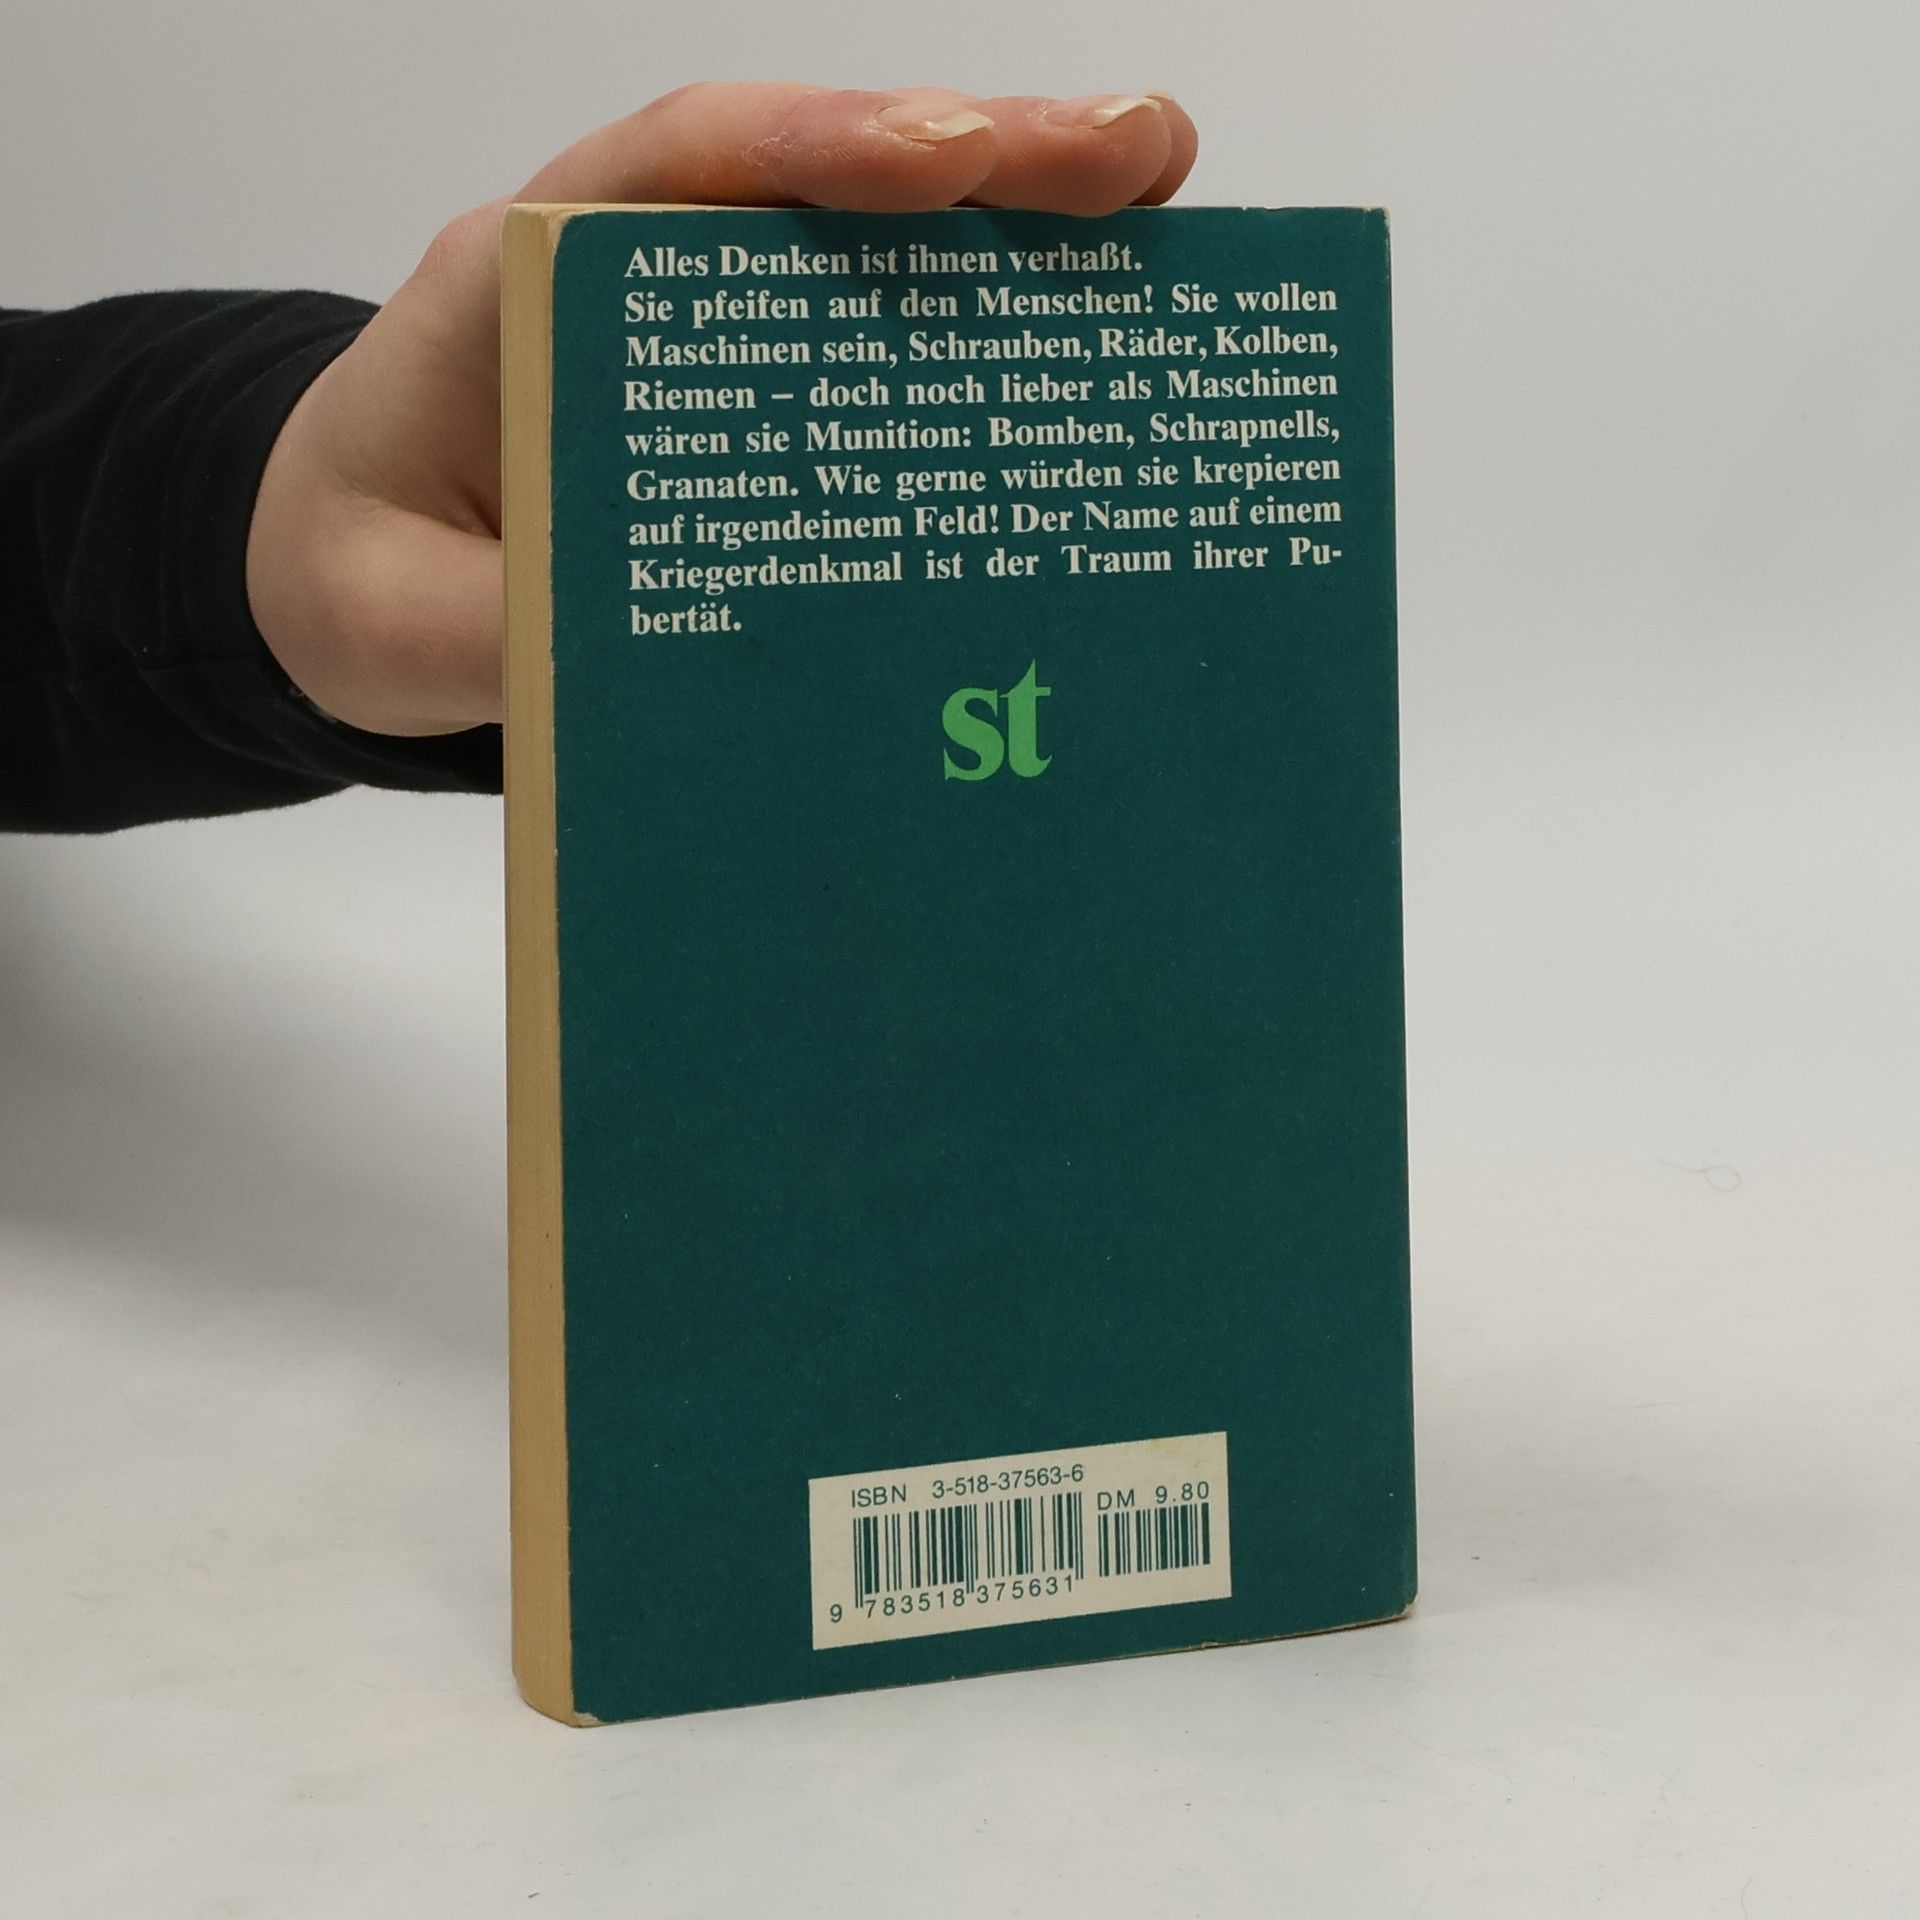 Alles Denken ist ihnen verhaßt.
Sie pfeifen auf den Menschen! Sie wollen
Maschinen sein, Schrauben, Räder, Kolben,
Riemen – doch noch lieber als Maschinen
wären sie Munition: Bomben, Schrapnells,
Granaten. Wie gerne würden sie krepieren
auf irgendeinem Feld! Der Name auf einem
Kriegerdenkmal ist der Traum ihrer Pu-
bertät.
st
ISBN 3-518-37563-6
DM 9.80
9 783518 375631